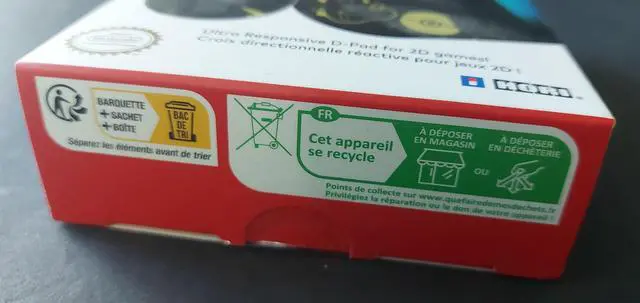 Ultra Responsive D-Pad for 2D games!
Croix directionnelle réactive pour jeux 2D !
HORI
BARQUETTE
+ SACHET
+ BOÎTE
BAC
DE
TRI
Séparez les éléments avant de trier
FR
Cet appareil
se recycle
À DÉPOSER
EN MAGASIN
OU
À DÉPOSER
EN DÉCHÈTERIE
Points de collecte sur www.quefairedemesdechets.fr
Privilégiez la réparation ou le don de votre appareil !